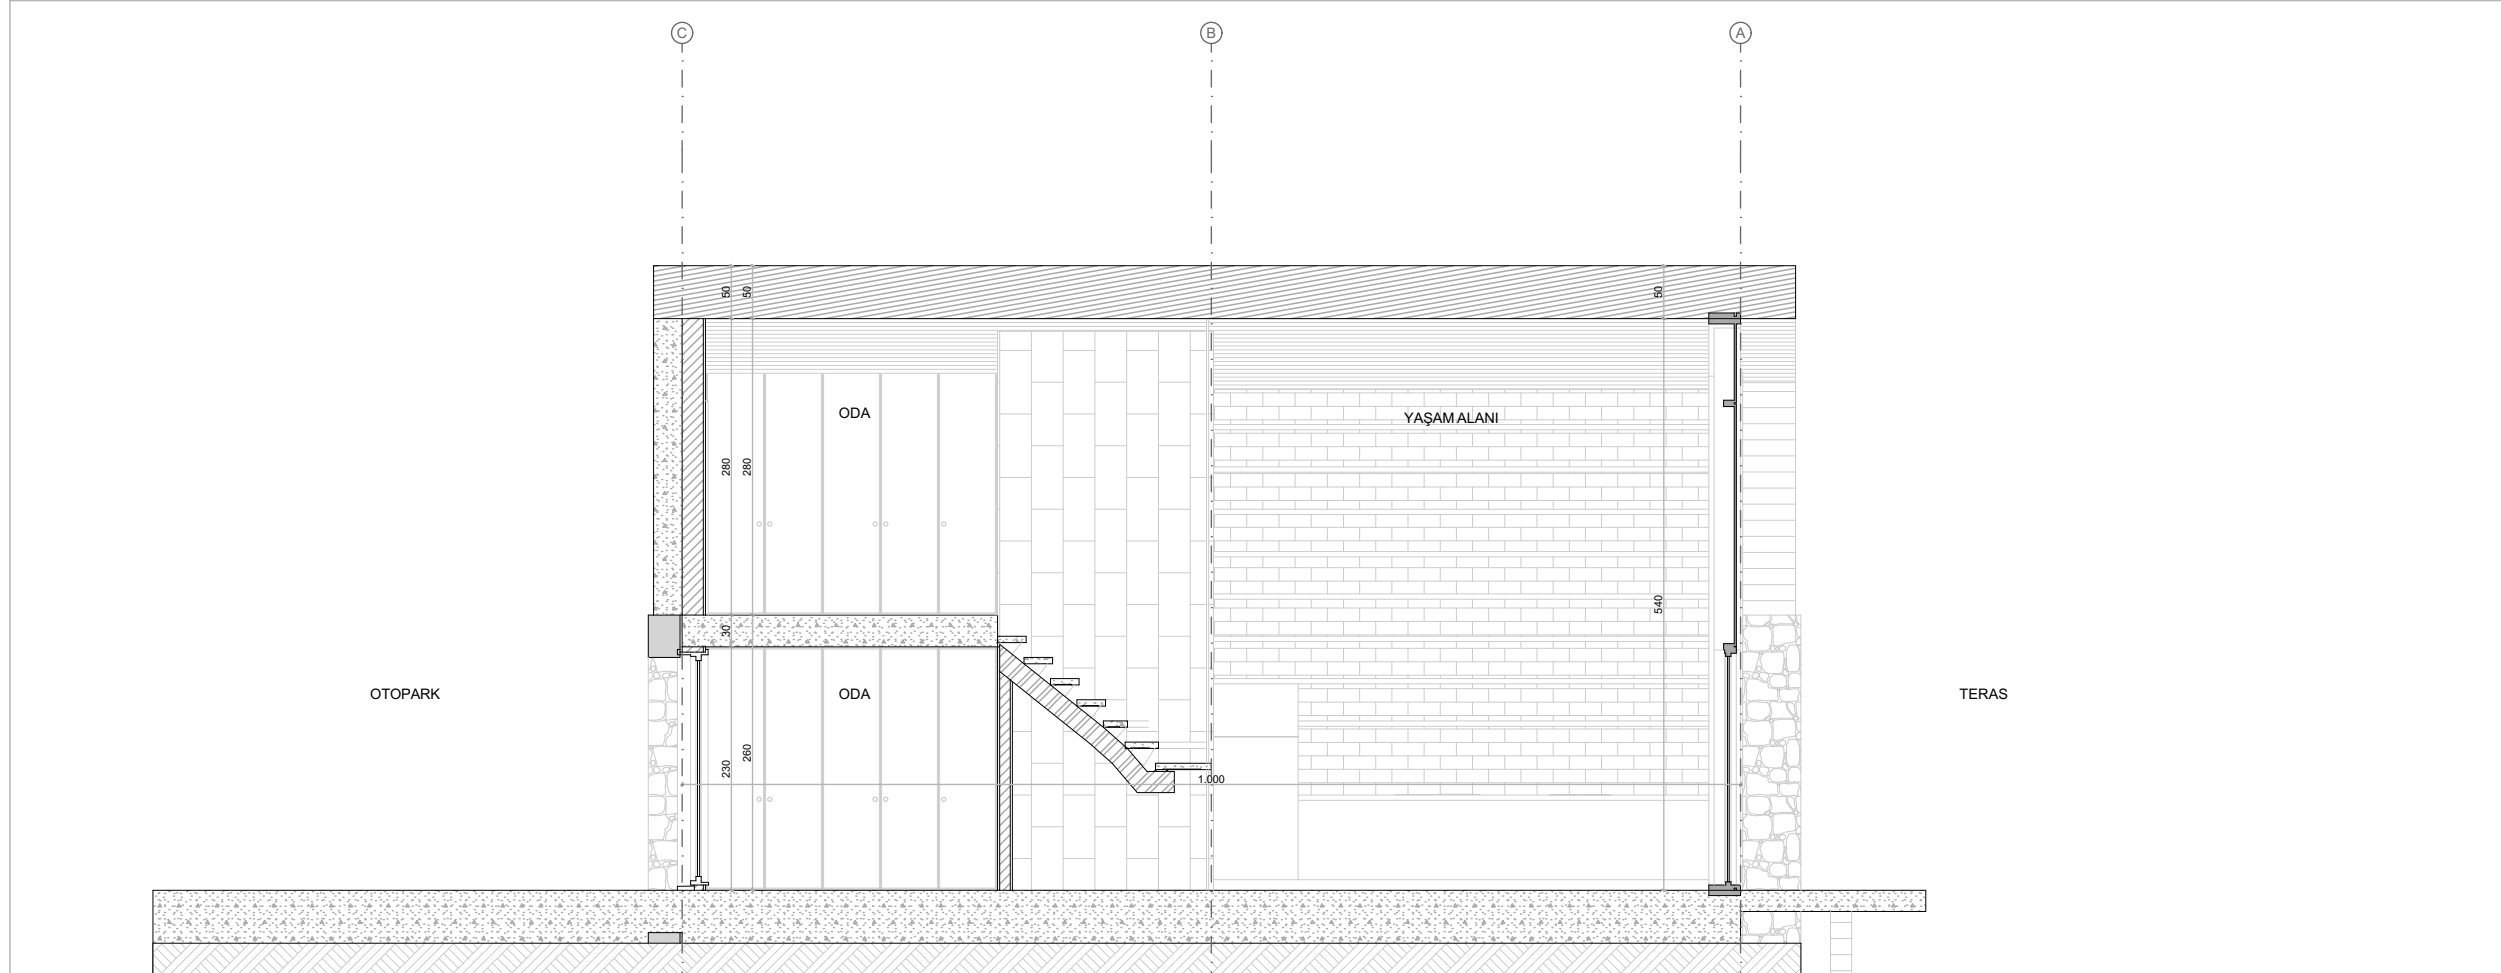 C
B
A
50
50
50
ODA
YAŞAM ALANI
280
280
540
30
OTOPARK
ODA
TERAS
230
260
1.000